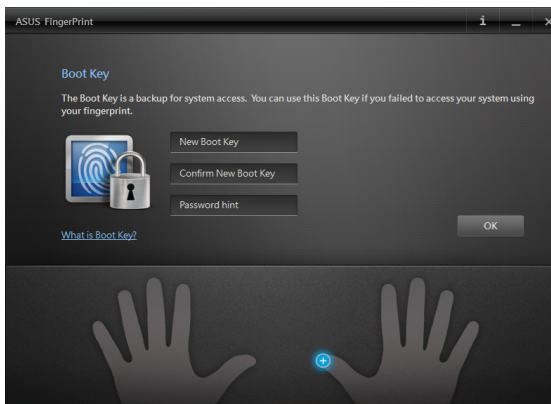 ASUS FingerPrint
Boot Key
The Boot Key is a backup for system access. You can use this Boot Key if you failed to access your system using
your fingerprint.
New Boot Key
Confirm New Boot Key
Password hint
OK
What is Boot Key?